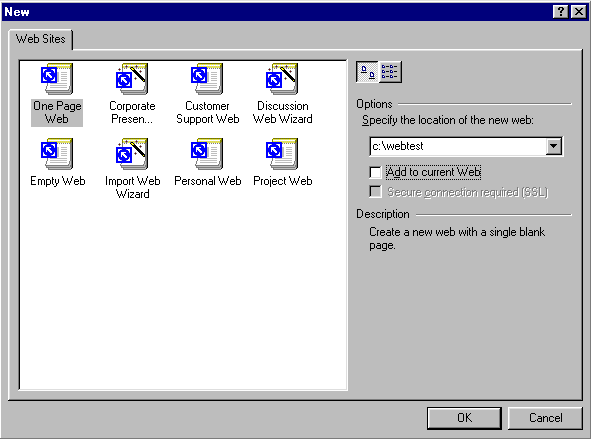 New
Web Sites
One Page
Web
Corporate
Presen...
Customer
Support Web
Discussion
Web Wizard
Empty Web
Import Web
Wizard
Personal Web
Project Web
Options
Specify the location of the new web:
c:\webtest
Add to current Web
Secure connection required (SSL)
Description
Create a new web with a single blank
page.
OK
Cancel